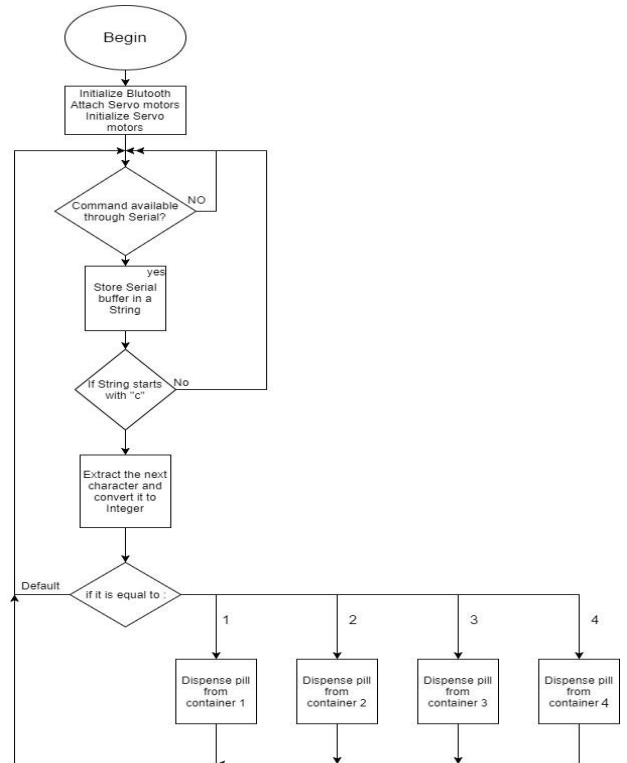 Begin
Initialize Blutooth
Attach Servo motors
Initialize Servo
motors
Command available
through Serial?
NO
yes
Store Serial
buffer in a
String
If String starts
with "c"
No
Extract the next
character and
convert it to
Integer
Default
if it is equal to :
1
2
3
4
Dispense pill
from
container 1
Dispense pill
from
container 2
Dispense pill
from
container 3
Dispense pill
from
container 4